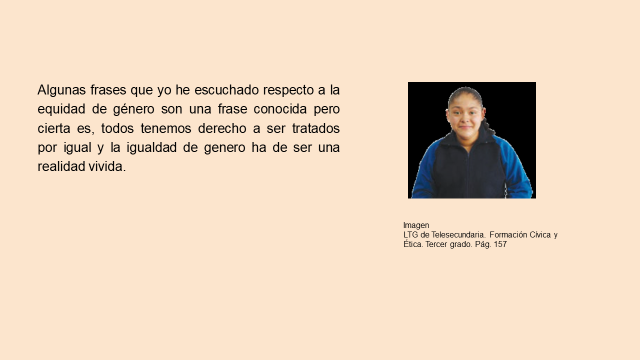 Algunas frases que yo he escuchado respecto a la
equidad de género son una frase conocida pero
cierta es, todos tenemos derecho a ser tratados
por igual y la igualdad de genero ha de ser una
realidad vivida.
Imagen
LTG de Telesecundaria. Formación Cívica y
Ética. Tercer grado. Pág. 157